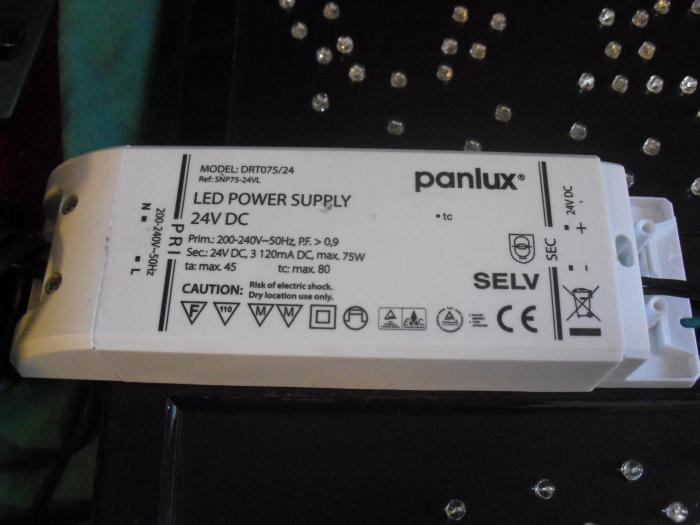 MODEL: DRT075/24
Ref: SNP75-24VL
panlux®
LED POWER SUPPLY
24V DC
• tc
Prim.: 200-240V~50Hz, P.F. > 0,9
Sec.: 24V DC, 3 120mA DC, max. 75W
ta: max. 45 tc: max. 80
CAUTION: Risk of electric shock.
Dry location use only.
SELV
F 110 M M
CE
200-240V~50Hz
N L
PRI
SEC
+ -
24V DC